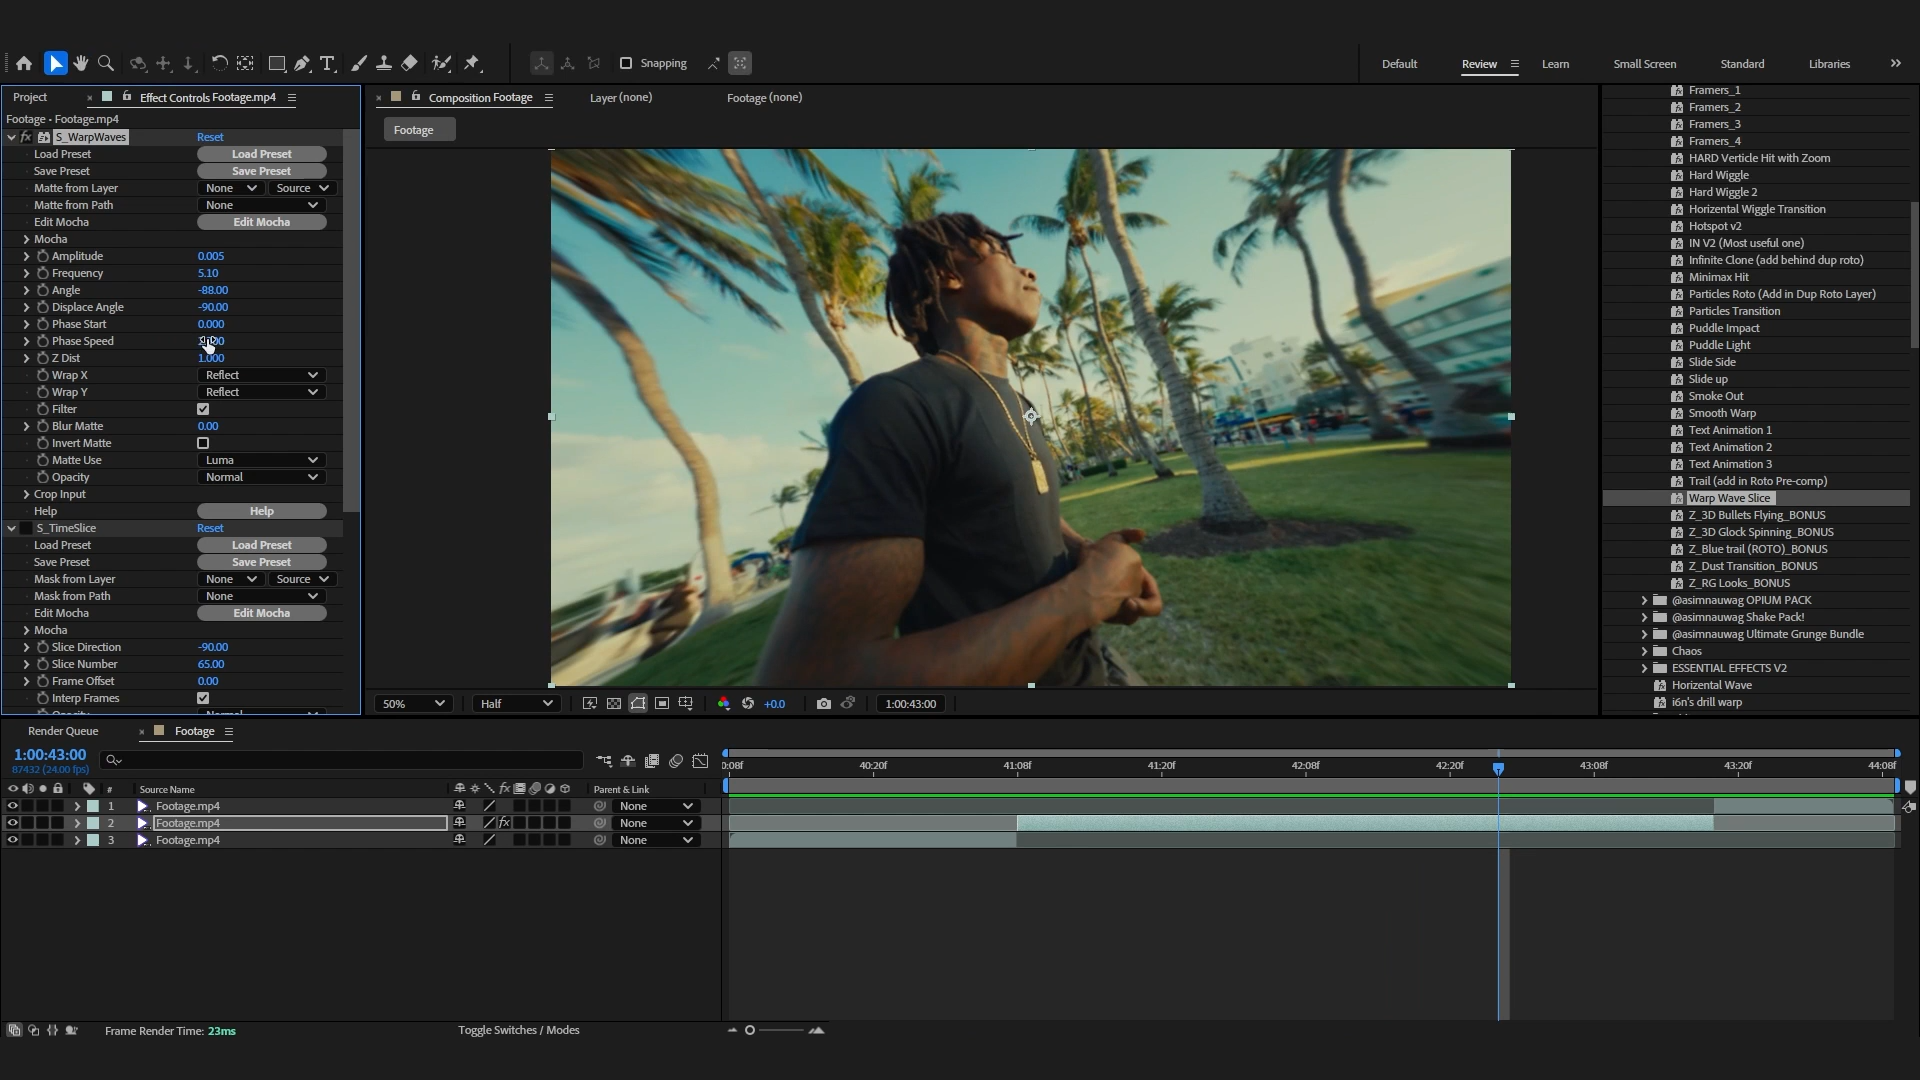 Snapping
Default
Review
Learn
Small Screen
Standard
Libraries
Project
Effect Controls Footage.mp4
Footage • Footage.mp4
fx S_WarpWaves Reset
Load Preset Load Preset
Save Preset Save Preset
Matte from Layer None Source
Matte from Path None
Edit Mocha Edit Mocha
Mocha
Amplitude 0.005
Frequency 5.10
Angle -88.00
Displace Angle -90.00
Phase Start 0.000
Phase Speed
Z Dist 1.000
Wrap X Reflect
Wrap Y Reflect
Filter
Blur Matte 0.00
Invert Matte
Matte Use Luma
Opacity Normal
Crop Input
Help Help
S_TimeSlice Reset
Load Preset Load Preset
Save Preset Save Preset
Mask from Layer None Source
Mask from Path None
Edit Mocha Edit Mocha
Mocha
Slice Direction -90.00
Slice Number 65.00
Frame Offset 0.00
Interp Frames
Composition Footage
Layer (none)
Footage (none)
Footage
50%
Half
+0.0
1:00:43:00
Framers_1
Framers_2
Framers_3
Framers_4
HARD Verticle Hit with Zoom
Hard Wiggle
Hard Wiggle 2
Horizental Wiggle Transition
Hotspot v2
IN V2 (Most useful one)
Infinite Clone (add behind dup roto)
Minimax Hit
Particles Roto (Add in Dup Roto Layer)
Particles Transition
Puddle Impact
Puddle Light
Slide Side
Slide up
Smoke Out
Smooth Warp
Text Animation 1
Text Animation 2
Text Animation 3
Trail (add in Roto Pre-comp)
Warp Wave Slice
Z_3D Bullets Flying_BONUS
Z_3D Glock Spinning_BONUS
Z_Blue trail (ROTO)_BONUS
Z_Dust Transition_BONUS
Z_RG Looks_BONUS
@asimnauwag OPIUM PACK
@asimnauwag Shake Pack!
@asimnauwag Ultimate Grunge Bundle
Chaos
ESSENTIAL EFFECTS V2
Horizental Wave
i6n's drill warp
Render Queue
Footage
1:00:43:00
87432 (24.00 fps)
0:08f 40:20f 41:08f 41:20f 42:08f 42:20f 43:08f 43:20f 44:08f
# Source Name fx Parent & Link
1 Footage.mp4 None
2 Footage.mp4 fx None
3 Footage.mp4 None
Frame Render Time: 23ms
Toggle Switches / Modes